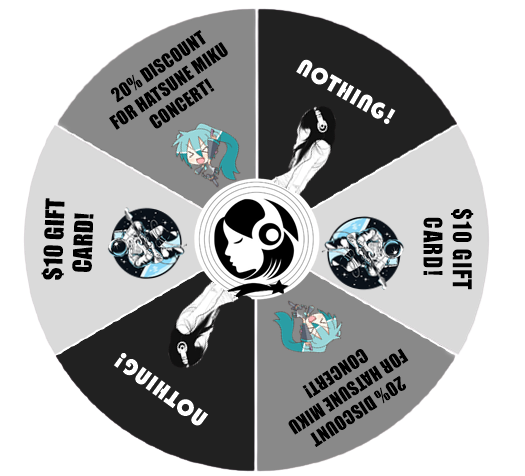 20% DISCOUNT
FOR HATSUNE MIKU
CONCERT!
NOTHING!
$10 GIFT
CARD!
$10 GIFT
CARD!
NOTHING!
20% DISCOUNT
FOR HATSUNE MIKU
CONCERT!